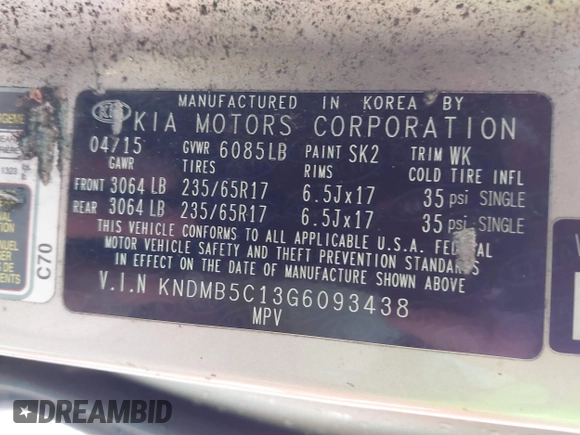 MANUFACTURED IN KOREA BY
KIA KIA MOTORS CORPORATION
04/15 GVWR 6085LB PAINT SK2 TRIM WK
GAWR TIRES RIMS COLD TIRE INFL
FRONT 3064 LB 235/65R17 6.5Jx17 35 psi SINGLE
REAR 3064 LB 235/65R17 6.5Jx17 35 psi SINGLE
THIS VEHICLE CONFORMS TO ALL APPLICABLE U.S.A. FEDERAL
MOTOR VEHICLE SAFETY AND THEFT PREVENTION STANDARDS
IN EFFECT ON THE DATE OF MANUFACTURE SHOWN ABOVE
V.I.N KNDMB5C13G6093438
MPV
C70
1323
DREAMBID